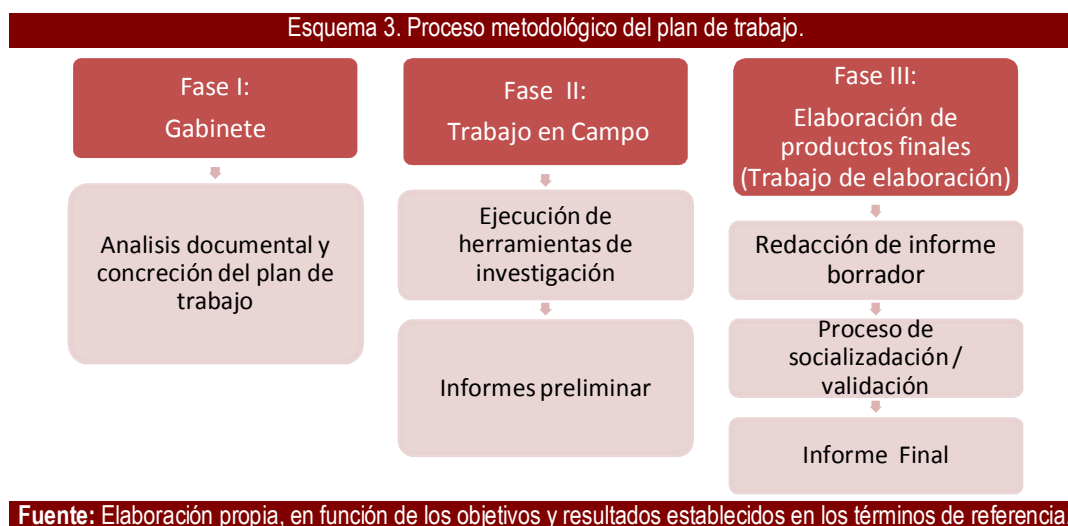 Esquema 3. Proceso metodológico del plan de trabajo.
Fase I:
Gabinete
Analisis documental y
concreción del plan de
trabajo
Fase II:
Trabajo en Campo
Ejecución de
herramientas de
investigación
Informes preliminar
Fase III:
Elaboración de
productos finales
(Trabajo de elaboración)
Redacción de informe
borrador
Proceso de
socializadación /
validación
Informe Final
Fuente: Elaboración propia, en función de los objetivos y resultados establecidos en los términos de referencia